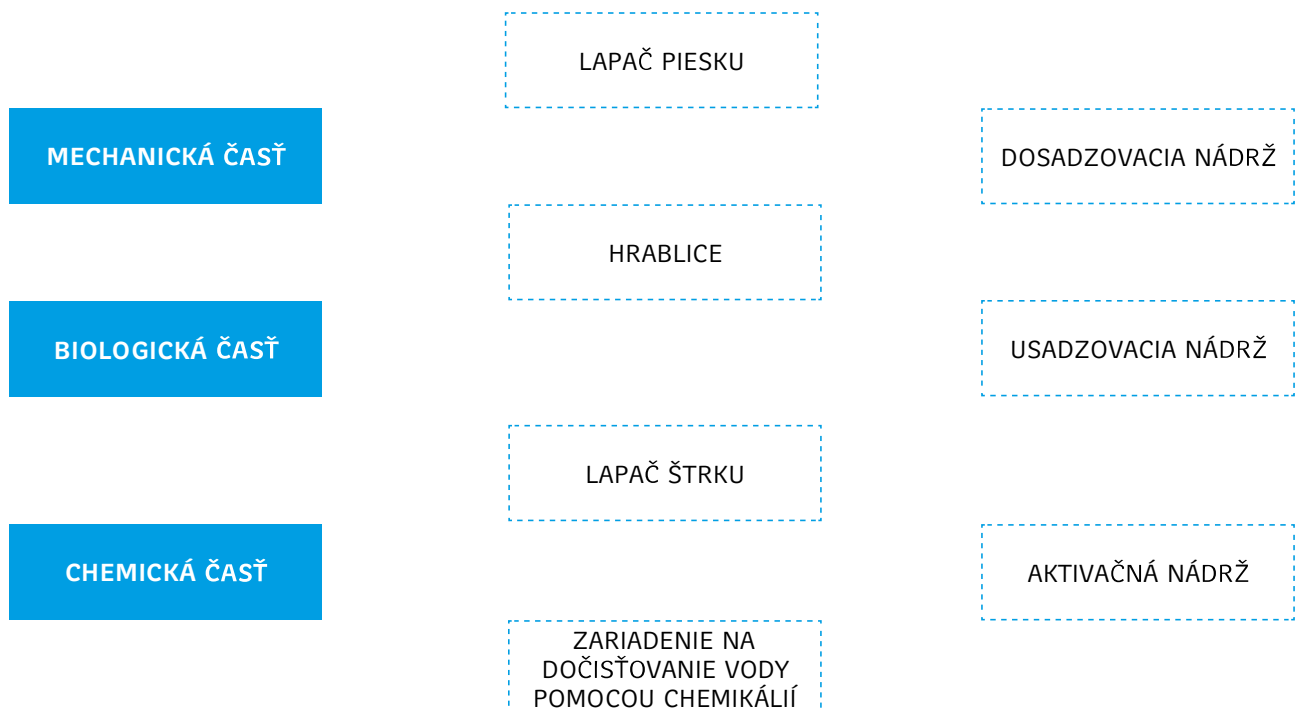 LAPAČ PIESKU
MECHANICKÁ ČASŤ
DOSADZOVACIA NÁDRŽ
HRABLICE
BIOLOGICKÁ ČASŤ
USADZOVACIA NÁDRŽ
LAPAČ ŠTRKU
CHEMICKÁ ČASŤ
AKTIVAČNÁ NÁDRŽ
ZARIADENIE NA
DOČISŤOVANIE VODY
POMOCOU CHEMIKÁLIÍ